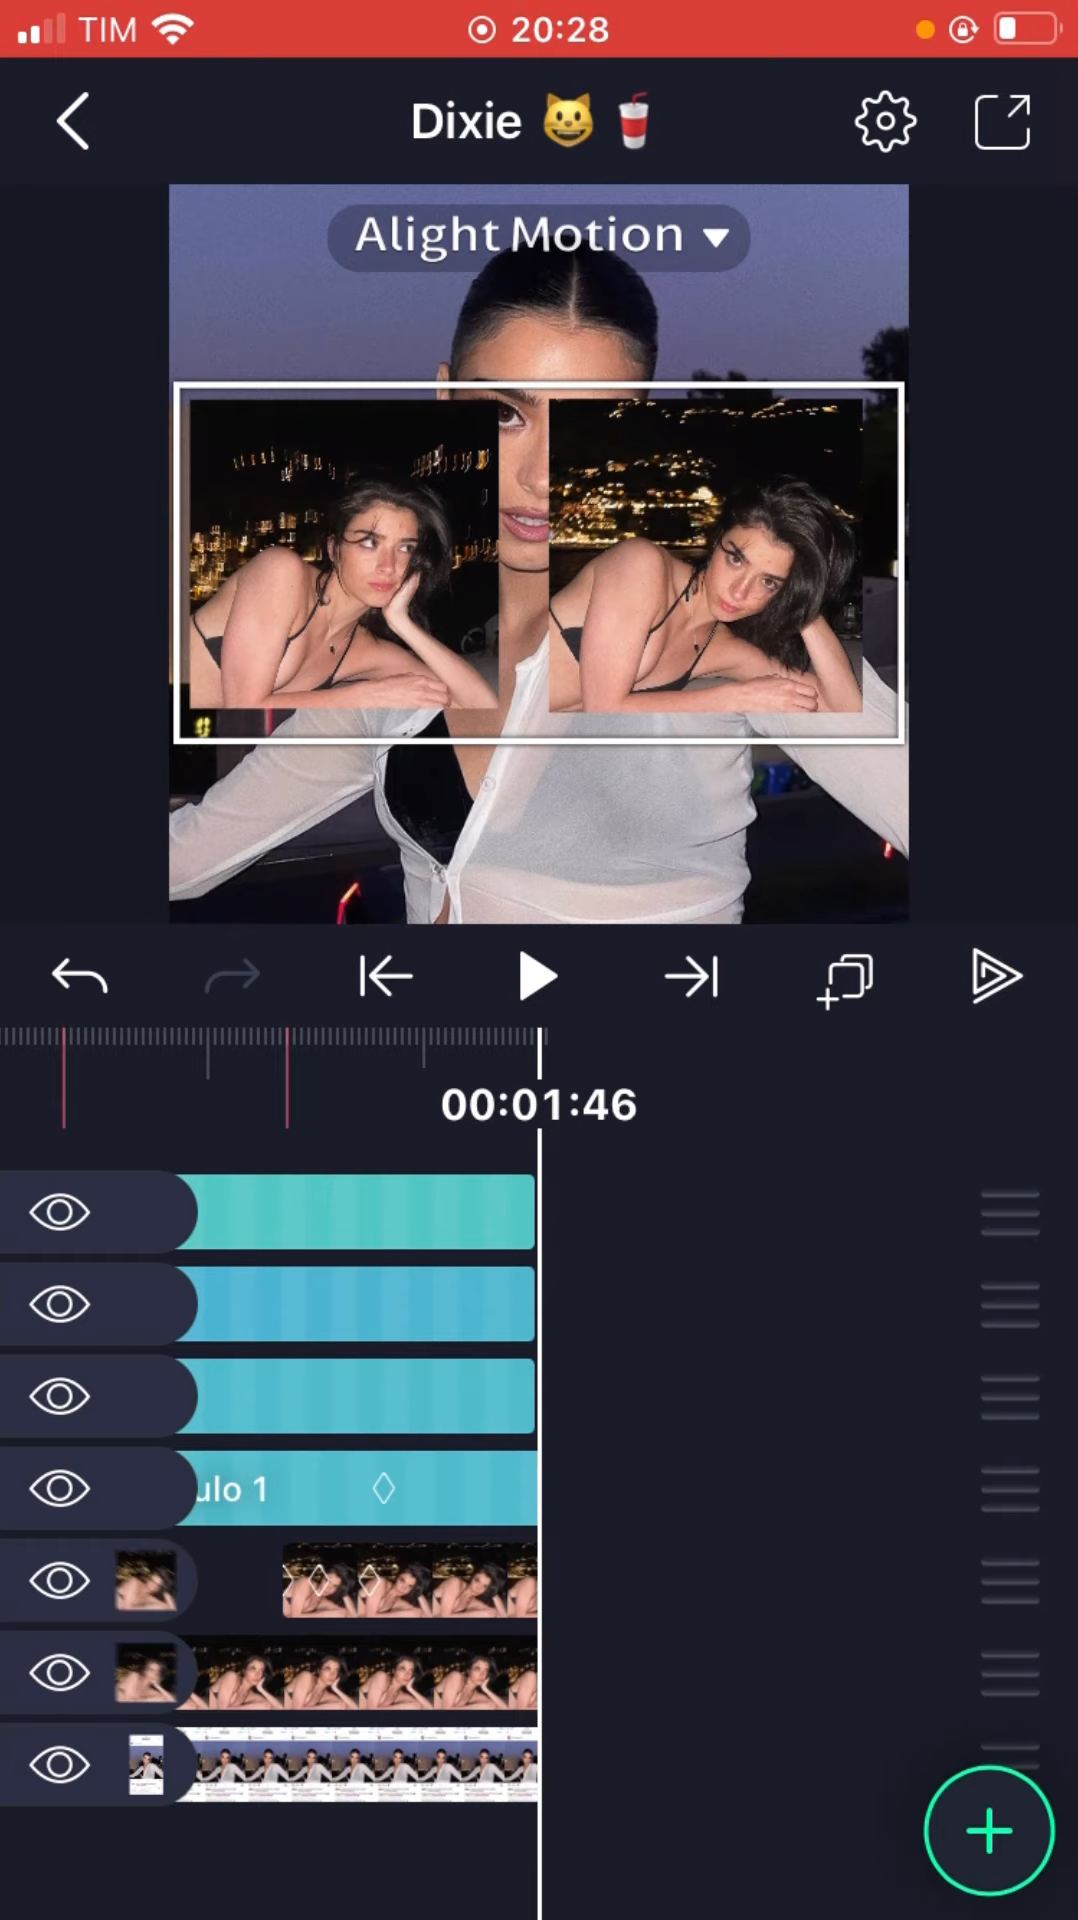 TIM 20:28
Dixie 😺 🥤
Alight Motion
00:01:46
ulo 1